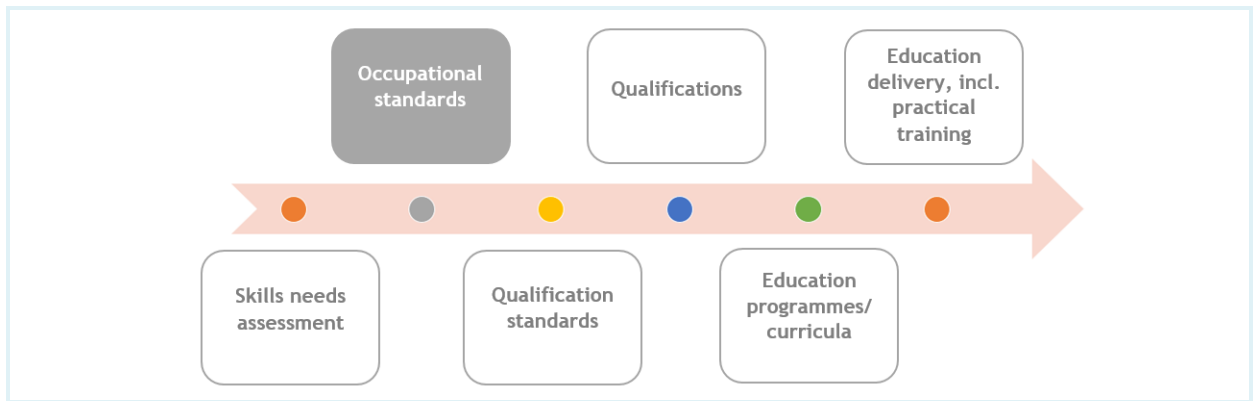 Occupational
standards
Qualifications
Education
delivery, incl.
practical
training
Skills needs
assessment
Qualification
standards
Education
programmes/
curricula